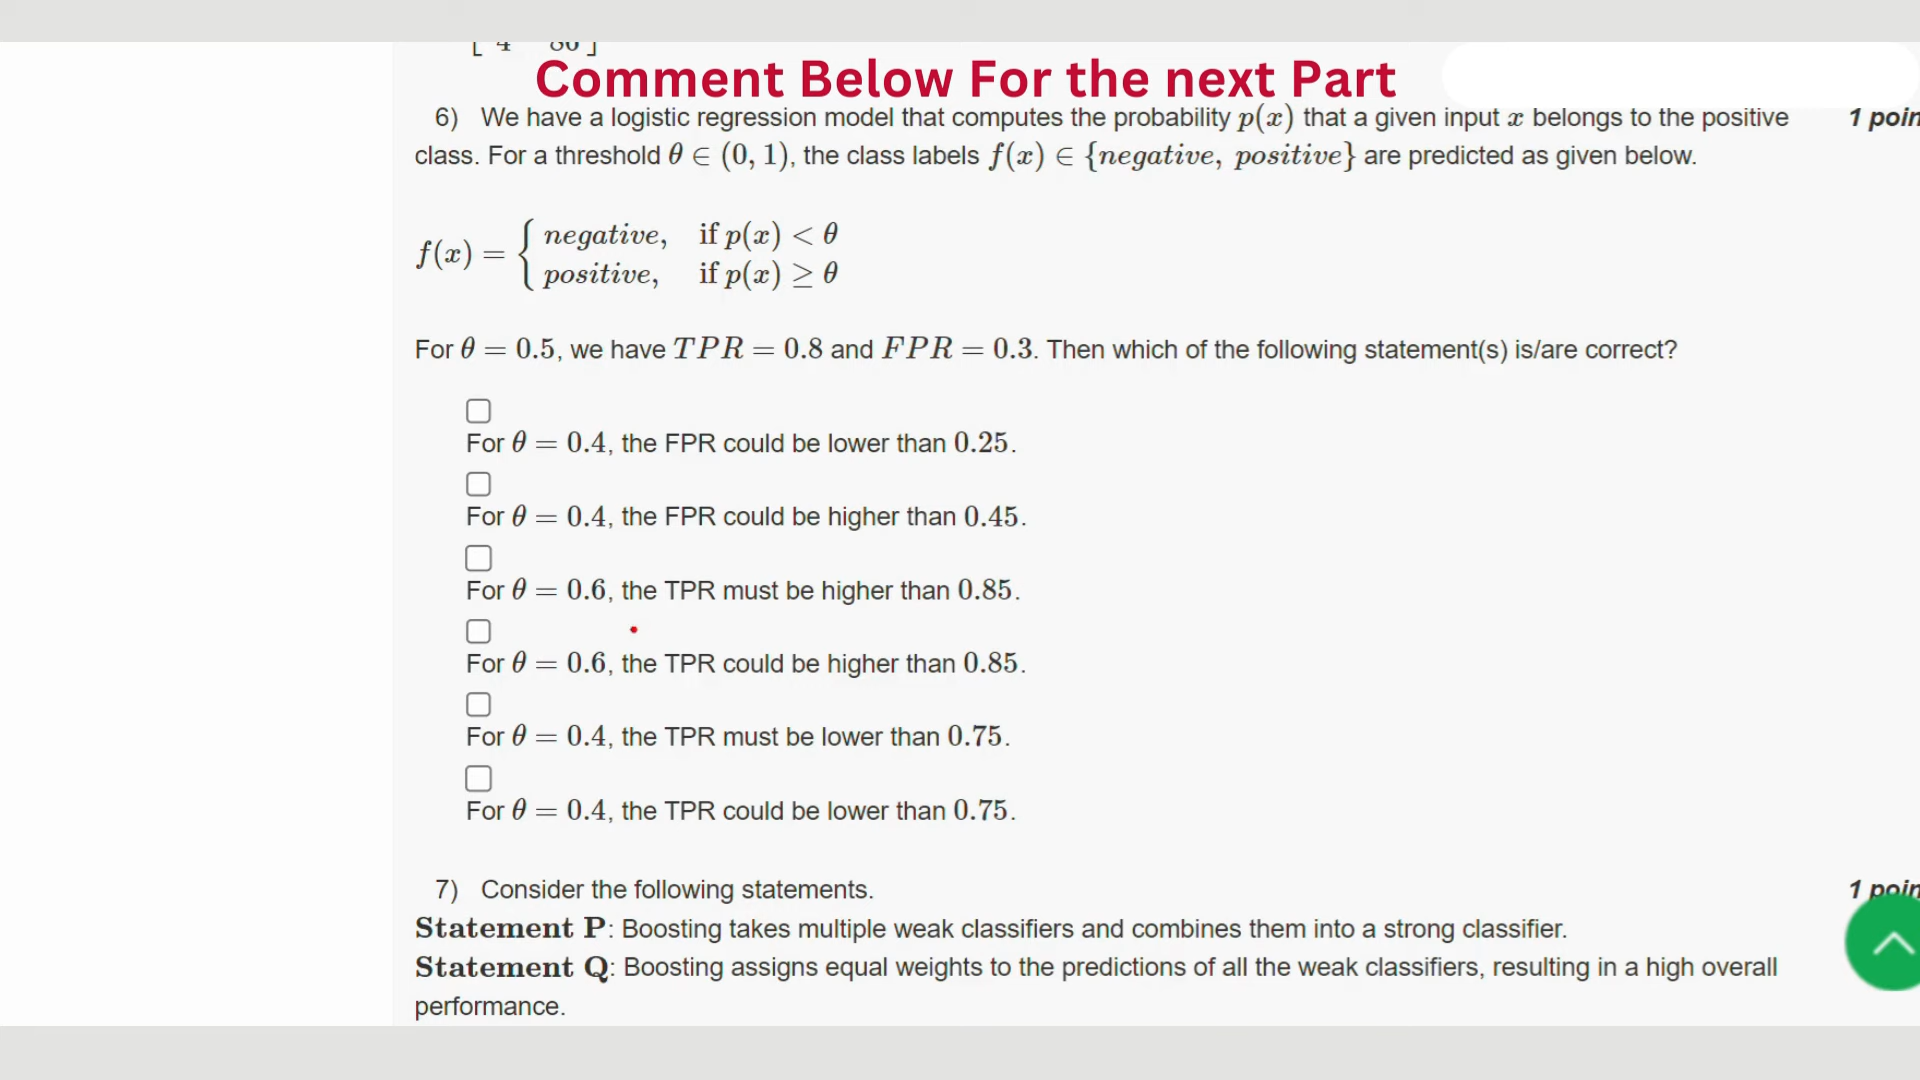 [ 4 86 ]
Comment Below For the next Part
6) We have a logistic regression model that computes the probability p(x) that a given input x belongs to the positive 1 poin
class. For a threshold θ ∈ (0, 1), the class labels f(x) ∈ {negative, positive} are predicted as given below.
f(x) = { negative, if p(x) < θ
positive, if p(x) ≥ θ
For θ = 0.5, we have TPR = 0.8 and FPR = 0.3. Then which of the following statement(s) is/are correct?
For θ = 0.4, the FPR could be lower than 0.25.
For θ = 0.4, the FPR could be higher than 0.45.
For θ = 0.6, the TPR must be higher than 0.85.
For θ = 0.6, the TPR could be higher than 0.85.
For θ = 0.4, the TPR must be lower than 0.75.
For θ = 0.4, the TPR could be lower than 0.75.
7) Consider the following statements. 1 poin
Statement P: Boosting takes multiple weak classifiers and combines them into a strong classifier.
Statement Q: Boosting assigns equal weights to the predictions of all the weak classifiers, resulting in a high overall
performance.